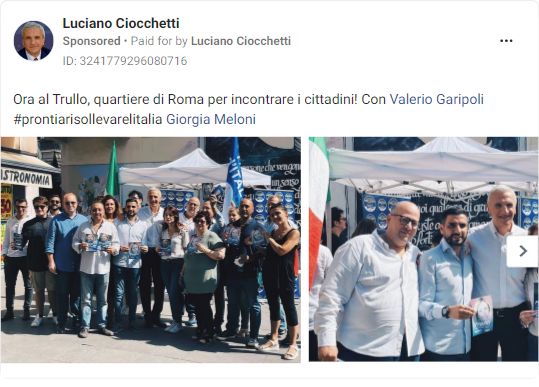 Luciano Ciocchetti
Sponsored • Paid for by Luciano Ciocchetti
ID: 3241779296080716
Ora al Trullo, quartiere di Roma per incontrare i cittadini! Con Valerio Garipoli
#prontiarisollevarelitalia Giorgia Meloni
ASTRONOMIA